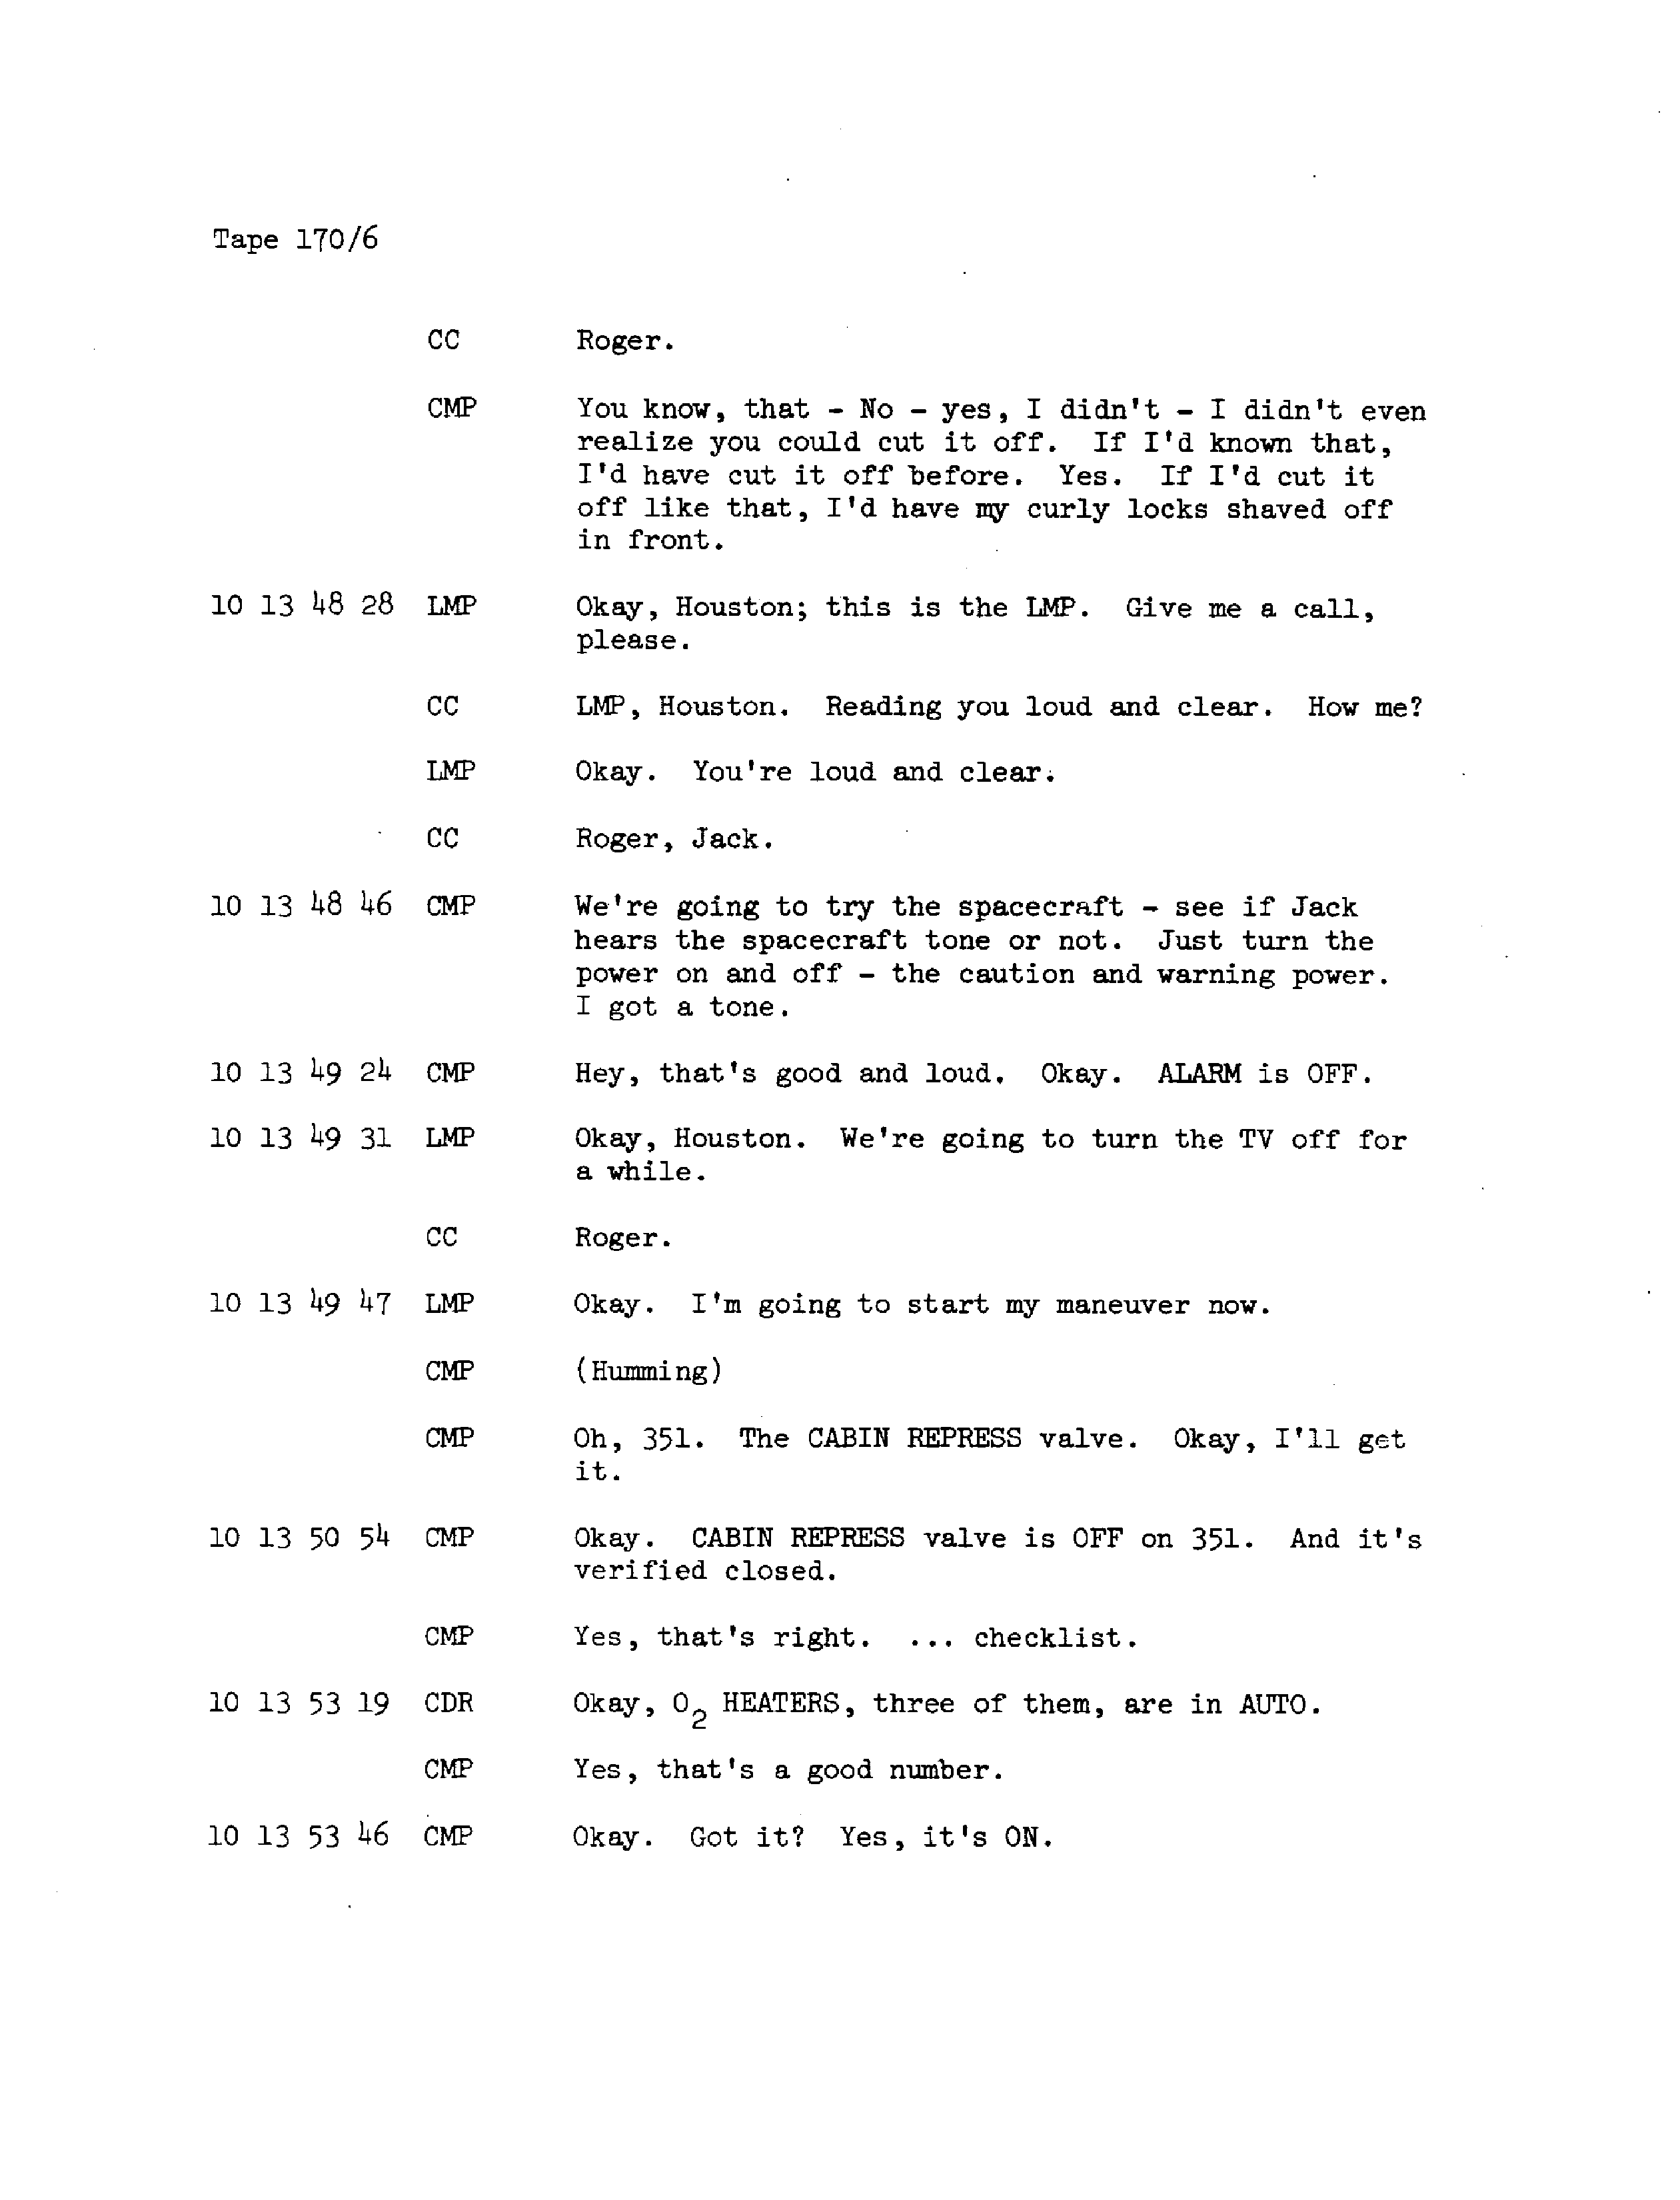 Tape 170/6
CC Roger.
CMP You know, that - No - yes, I didn't - I didn't even
realize you could cut it off. If I'd known that,
I'd have cut it off before. Yes. If I'd cut it
off like that, I'd have my curly locks shaved off
in front.
10 13 48 28 LMP Okay, Houston; this is the LMP. Give me a call,
please.
CC LMP, Houston. Reading you loud and clear. How me?
LMP Okay. You're loud and clear.
CC Roger, Jack.
10 13 48 46 CMP We're going to try the spacecraft - see if Jack
hears the spacecraft tone or not. Just turn the
power on and off - the caution and warning power.
I got a tone.
10 13 49 24 CMP Hey, that's good and loud. Okay. ALARM is OFF.
10 13 49 31 LMP Okay, Houston. We're going to turn the TV off for
a while.
CC Roger.
10 13 49 47 LMP Okay. I'm going to start my maneuver now.
CMP (Humming)
CMP Oh, 351. The CABIN REPRESS valve. Okay, I'll get
it.
10 13 50 54 CMP Okay. CABIN REPRESS valve is OFF on 351. And it's
verified closed.
CMP Yes, that's right. ... checklist.
10 13 53 19 CDR Okay, O2 HEATERS, three of them, are in AUTO.
CMP Yes, that's a good number.
10 13 53 46 CMP Okay. Got it? Yes, it's ON.